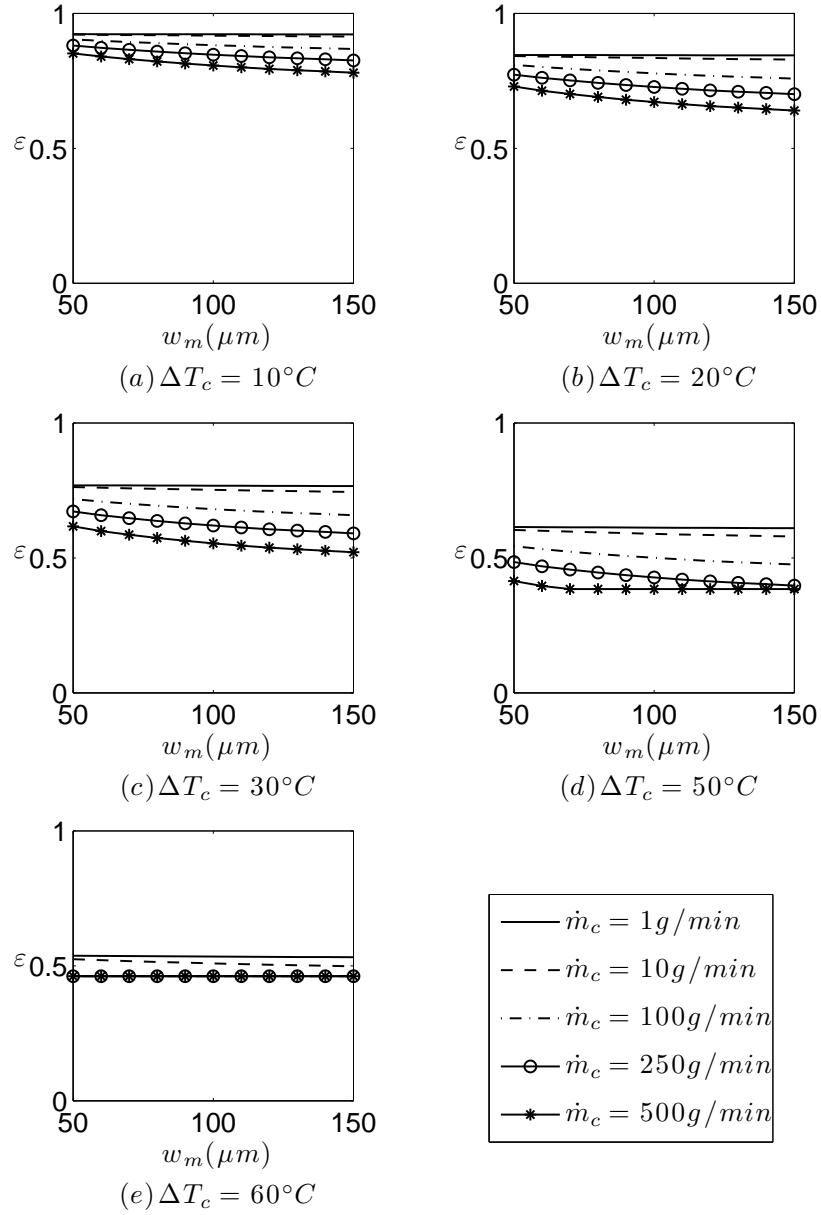 1
ε
0.5
0
50 100 150
w_m(μm)
(a) ΔT_c = 10°C
1
ε
0.5
0
50 100 150
w_m(μm)
(b) ΔT_c = 20°C
1
ε
0.5
0
50 100 150
w_m(μm)
(c) ΔT_c = 30°C
1
ε
0.5
0
50 100 150
w_m(μm)
(d) ΔT_c = 50°C
1
ε
0.5
0
50 100 150
w_m(μm)
(e) ΔT_c = 60°C
ṁ_c = 1g/min
ṁ_c = 10g/min
ṁ_c = 100g/min
ṁ_c = 250g/min
ṁ_c = 500g/min